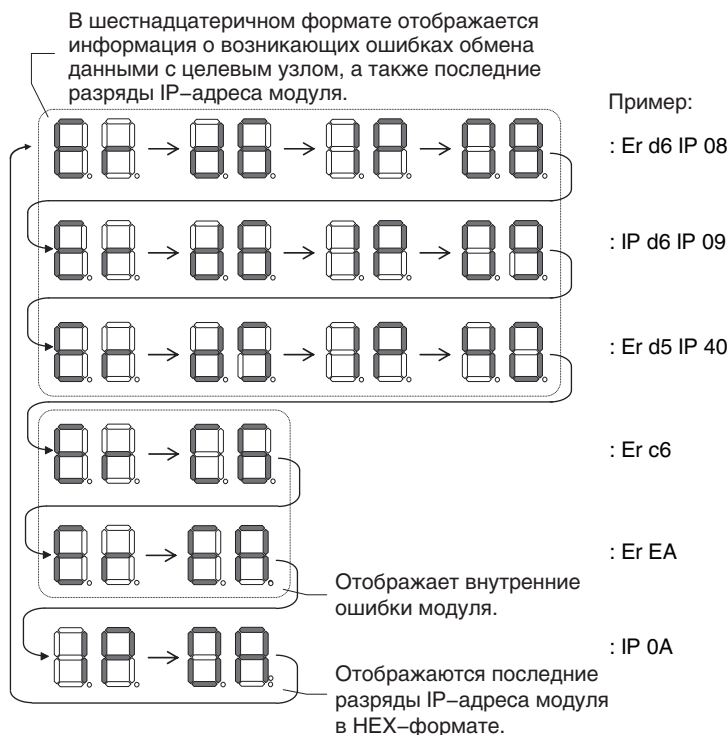 В шестнадцатеричном формате отображается
информация о возникающих ошибках обмена
данными с целевым узлом, а также последние
разряды IP–адреса модуля.
Пример:
: Er d6 IP 08
: IP d6 IP 09
: Er d5 IP 40
: Er c6
: Er EA
Отображает внутренние
ошибки модуля.
: IP 0A
Отображаются последние
разряды IP–адреса модуля
в HEX–формате.